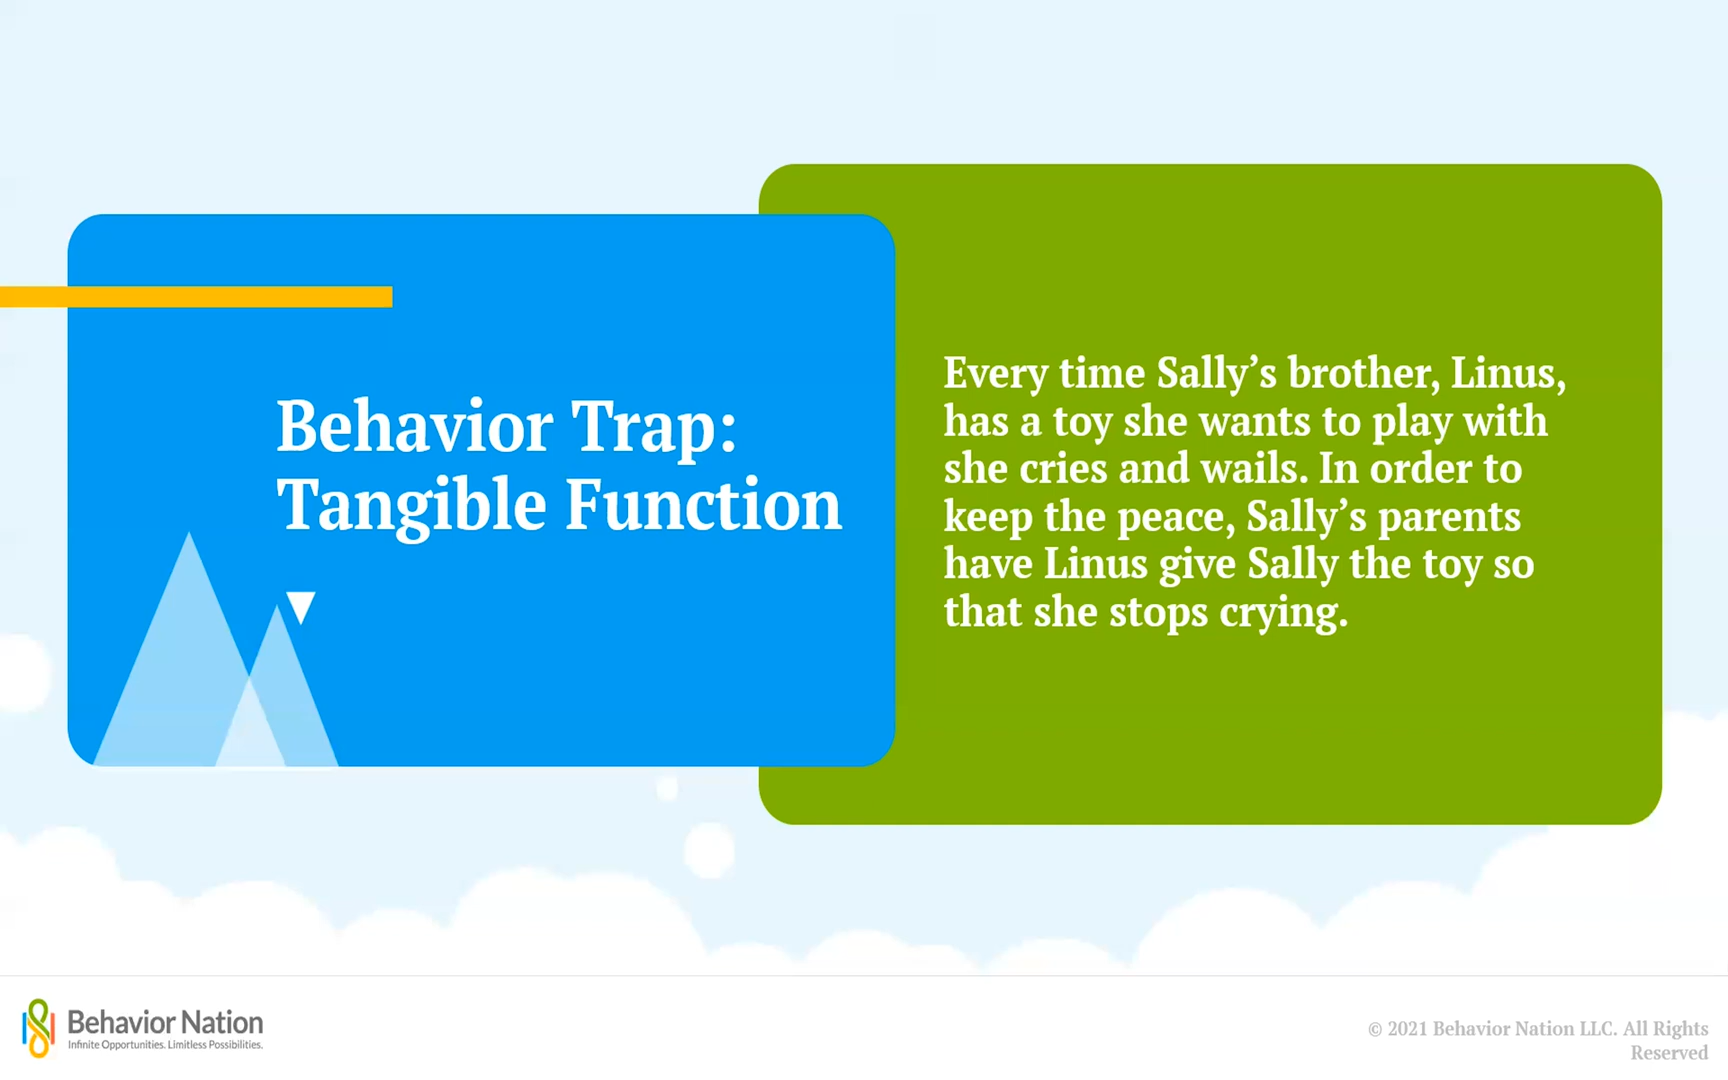 Behavior Trap:
Tangible Function
Every time Sally’s brother, Linus,
has a toy she wants to play with
she cries and wails. In order to
keep the peace, Sally’s parents
have Linus give Sally the toy so
that she stops crying.
Behavior Nation
Infinite Opportunities. Limitless Possibilities.
© 2021 Behavior Nation LLC. All Rights
Reserved